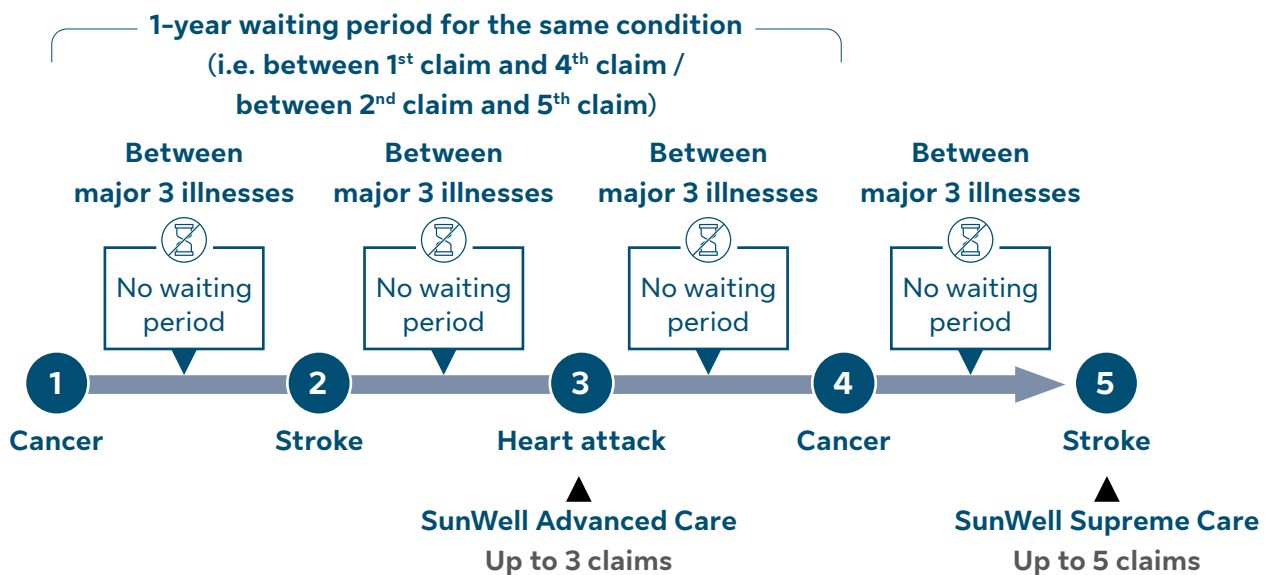 1-year waiting period for the same condition
(i.e. between 1st claim and 4th claim /
between 2nd claim and 5th claim)
Between
major 3 illnesses
Between
major 3 illnesses
Between
major 3 illnesses
Between
major 3 illnesses
No waiting
period
No waiting
period
No waiting
period
No waiting
period
1
2
3
4
5
Cancer
Stroke
Heart attack
Cancer
Stroke
SunWell Advanced Care
Up to 3 claims
SunWell Supreme Care
Up to 5 claims